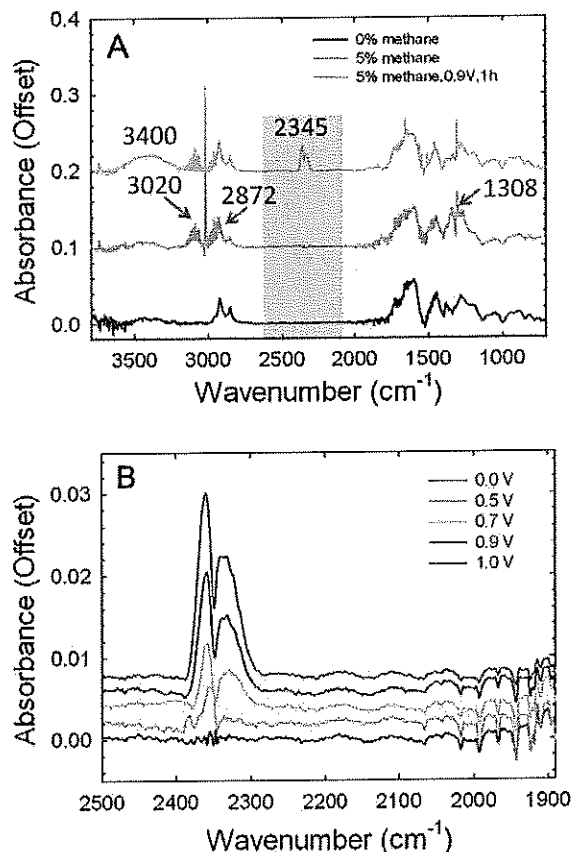 A
0% methane
5% methane
5% methane,0.9V,1h
0.4
0.3
0.2
0.1
0.0
Absorbance (Offset)
3400
2345
3020
2872
1308
3500 3000 2500 2000 1500 1000
Wavenumber (cm⁻¹)
B
0.0 V
0.5 V
0.7 V
0.9 V
1.0 V
0.03
0.02
0.01
0.00
Absorbance (Offset)
2500 2400 2300 2200 2100 2000 1900
Wavenumber (cm⁻¹)